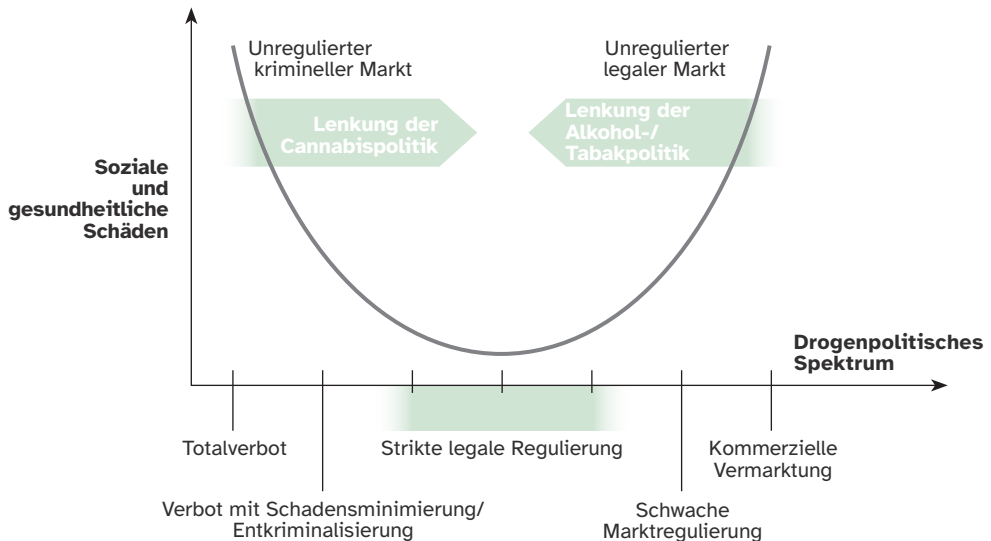 Unregulierter
krimineller Markt
Unregulierter
legaler Markt
Lenkung der
Cannabispolitik
Lenkung der
Alkohol-/
Tabakpolitik
Soziale
und
gesundheitliche
Schäden
Drogenpolitisches
Spektrum
Totalverbot
Strikte legale Regulierung
Kommerzielle
Vermarktung
Verbot mit Schadensminimierung/
Entkriminalisierung
Schwache
Marktregulierung